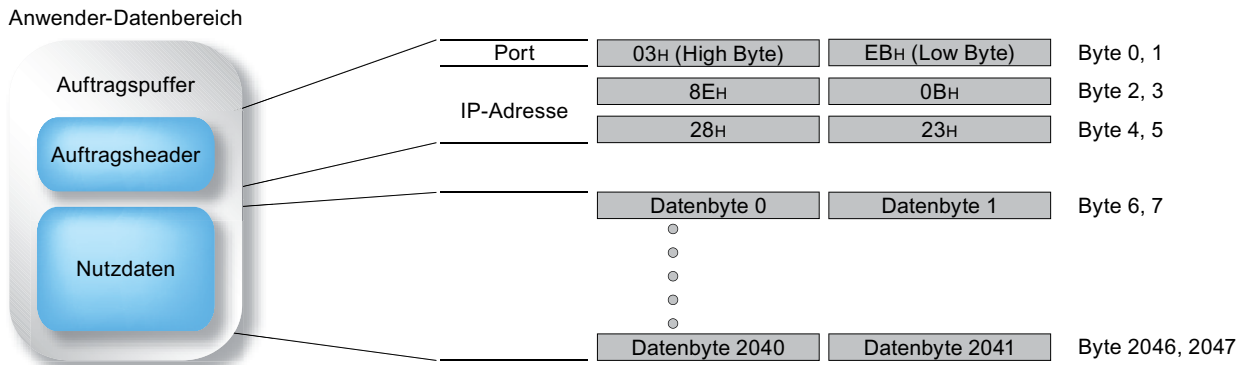 Anwender-Datenbereich
Auftragspuffer
Auftragsheader
Nutzdaten
Port 03H (High Byte) EBH (Low Byte) Byte 0, 1
IP-Adresse
8EH 0BH Byte 2, 3
28H 23H Byte 4, 5
Datenbyte 0 Datenbyte 1 Byte 6, 7
Datenbyte 2040 Datenbyte 2041 Byte 2046, 2047